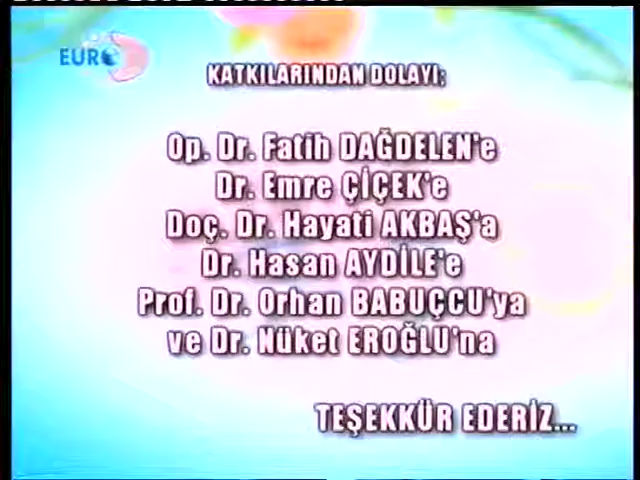 EURO
KATKILARINDAN DOLAYI;
Op. Dr. Fatih DAĞDELEN'e
Dr. Emre ÇİÇEK'e
Doç. Dr. Hayati AKBAŞ'a
Dr. Hasan AYDİLE'e
Prof. Dr. Orhan BABUÇCU'ya
ve Dr. Nüket EROĞLU'na
TEŞEKKÜR EDERİZ...